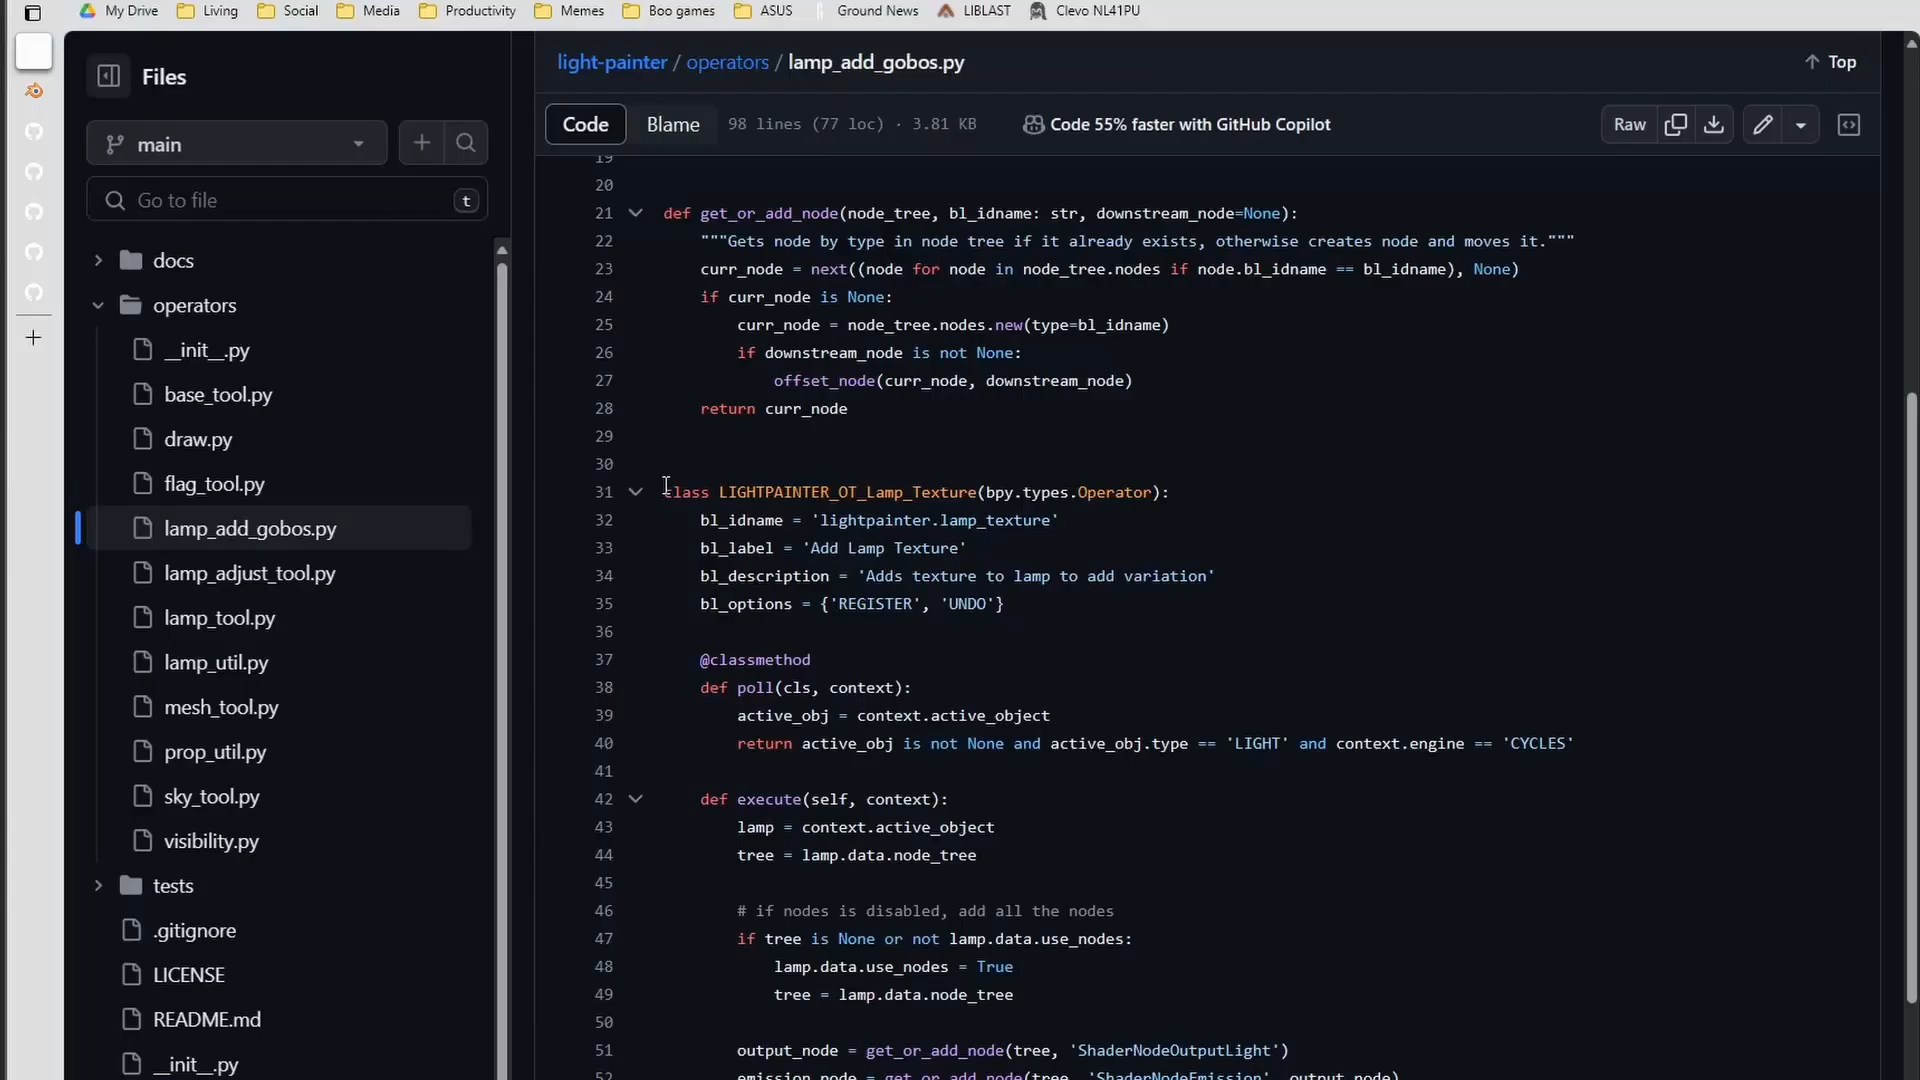 My Drive Living Social Media Productivity Memes Boo games ASUS Ground News LIBLAST Clevo NL41PU
Files
main
Go to file t
docs
operators
__init__.py
base_tool.py
draw.py
flag_tool.py
lamp_add_gobos.py
lamp_adjust_tool.py
lamp_tool.py
lamp_util.py
mesh_tool.py
prop_util.py
sky_tool.py
visibility.py
tests
.gitignore
LICENSE
README.md
__init__.py
light-painter / operators / lamp_add_gobos.py Top
Code Blame 98 lines (77 loc) · 3.81 KB Code 55% faster with GitHub Copilot Raw
19
20
21 def get_or_add_node(node_tree, bl_idname: str, downstream_node=None):
22 """Gets node by type in node tree if it already exists, otherwise creates node and moves it."""
23 curr_node = next((node for node in node_tree.nodes if node.bl_idname == bl_idname), None)
24 if curr_node is None:
25 curr_node = node_tree.nodes.new(type=bl_idname)
26 if downstream_node is not None:
27 offset_node(curr_node, downstream_node)
28 return curr_node
29
30
31 class LIGHTPAINTER_OT_Lamp_Texture(bpy.types.Operator):
32 bl_idname = 'lightpainter.lamp_texture'
33 bl_label = 'Add Lamp Texture'
34 bl_description = 'Adds texture to lamp to add variation'
35 bl_options = {'REGISTER', 'UNDO'}
36
37 @classmethod
38 def poll(cls, context):
39 active_obj = context.active_object
40 return active_obj is not None and active_obj.type == 'LIGHT' and context.engine == 'CYCLES'
41
42 def execute(self, context):
43 lamp = context.active_object
44 tree = lamp.data.node_tree
45
46 # if nodes is disabled, add all the nodes
47 if tree is None or not lamp.data.use_nodes:
48 lamp.data.use_nodes = True
49 tree = lamp.data.node_tree
50
51 output_node = get_or_add_node(tree, 'ShaderNodeOutputLight')
52 emission_node = get_or_add_node(tree, 'ShaderNodeEmission', output_node)